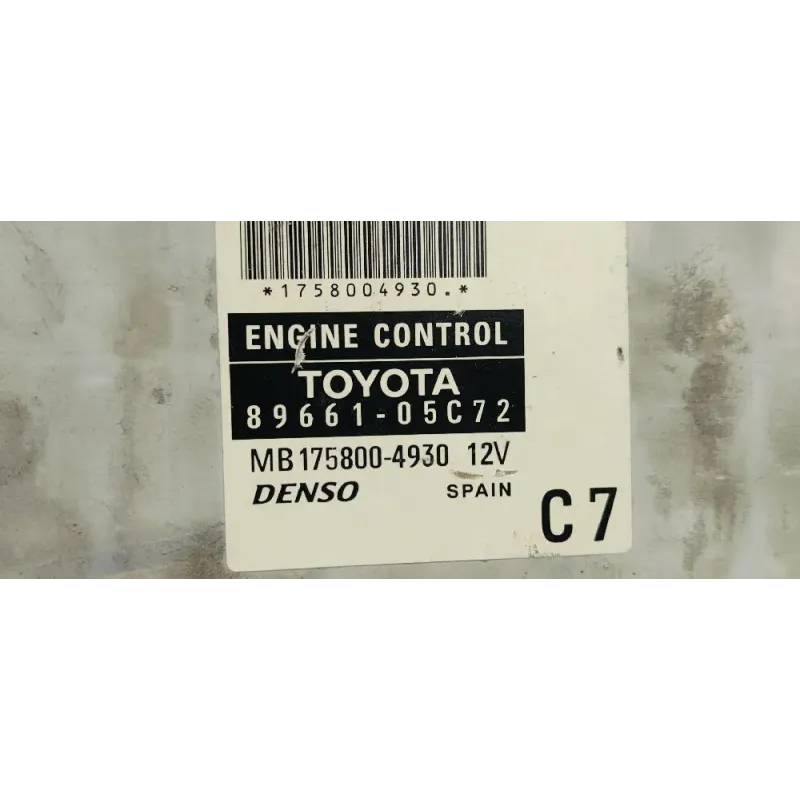 *1758004930.*
ENGINE CONTROL
TOYOTA
89661-05C72
MB175800-4930 12V
DENSO SPAIN C7